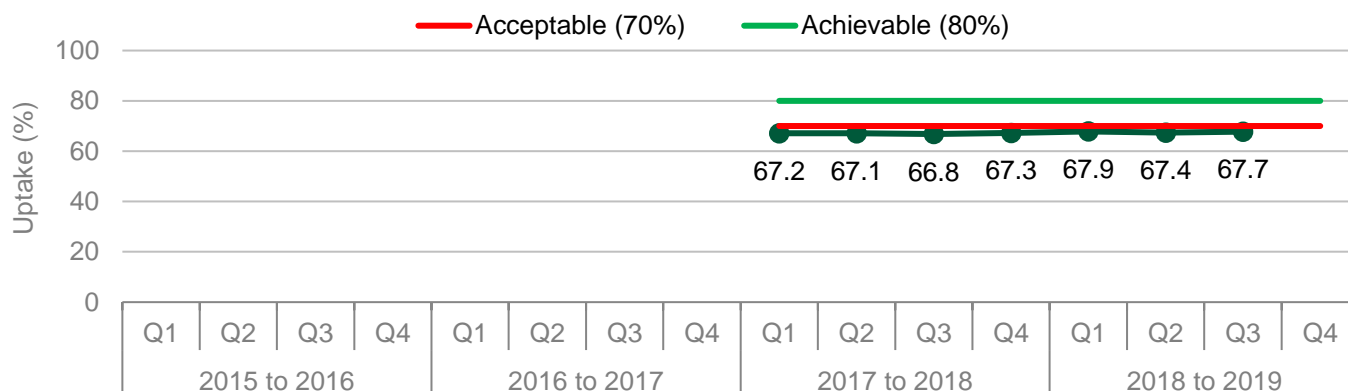 Acceptable (70%) Achievable (80%)
100
80
60
40
20
0
Uptake (%)
67.2 67.1 66.8 67.3 67.9 67.4 67.7
Q1 Q2 Q3 Q4 Q1 Q2 Q3 Q4 Q1 Q2 Q3 Q4 Q1 Q2 Q3 Q4
2015 to 2016 2016 to 2017 2017 to 2018 2018 to 2019